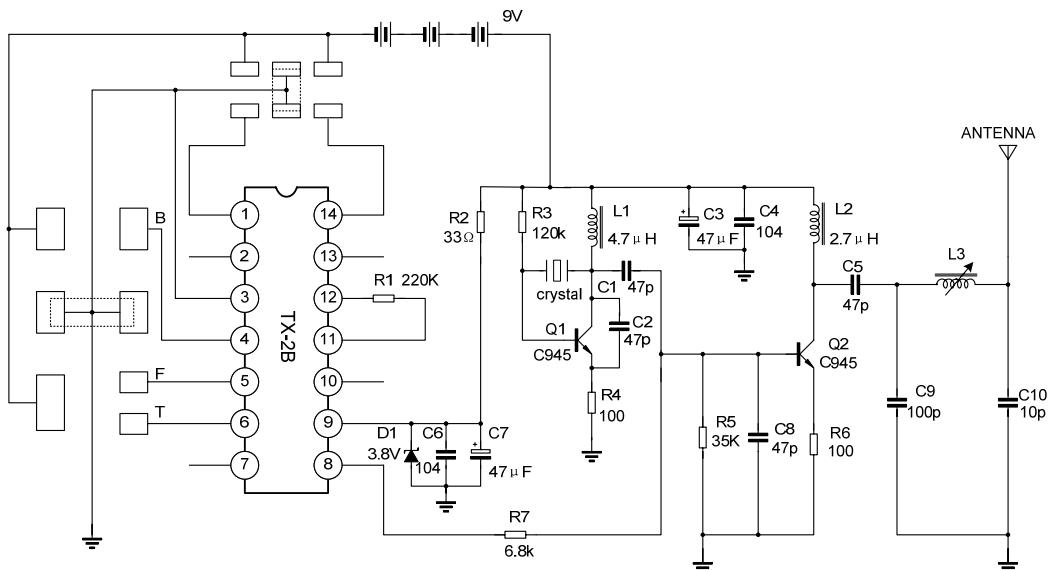 9V
ANTENNA
B
1
14
R2
33Ω
R3
120k
L1
4.7μH
C3
47μF
C4
104
L2
2.7μH
2
13
L3
C5
47p
R1 220K
crystal
C1
47p
3
12
TX-2B
Q1
C945
C2
47p
4
11
Q2
C945
F
5
10
R4
100
C9
100p
C10
10p
T
6
9
D1
3.8V
C6
104
C7
47μF
R5
35K
C8
47p
R6
100
7
8
R7
6.8k